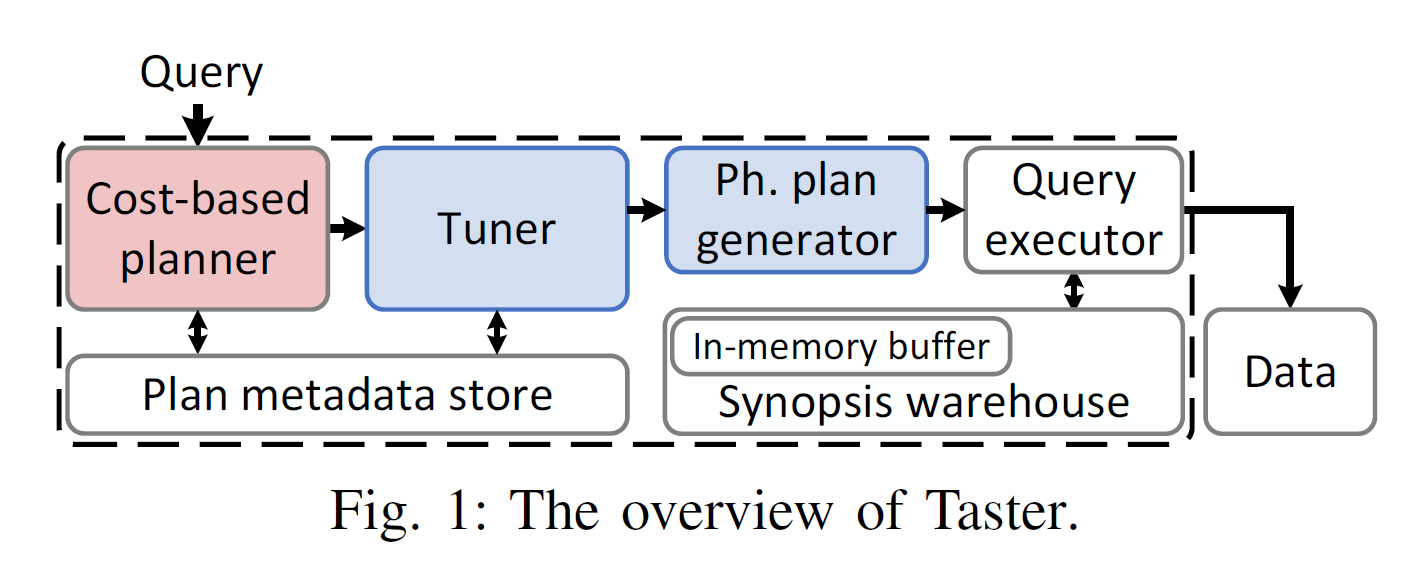 Query
Cost-based
planner
Tuner
Ph. plan
generator
Query
executor
Plan metadata store
In-memory buffer
Synopsis warehouse
Data
Fig. 1: The overview of Taster.